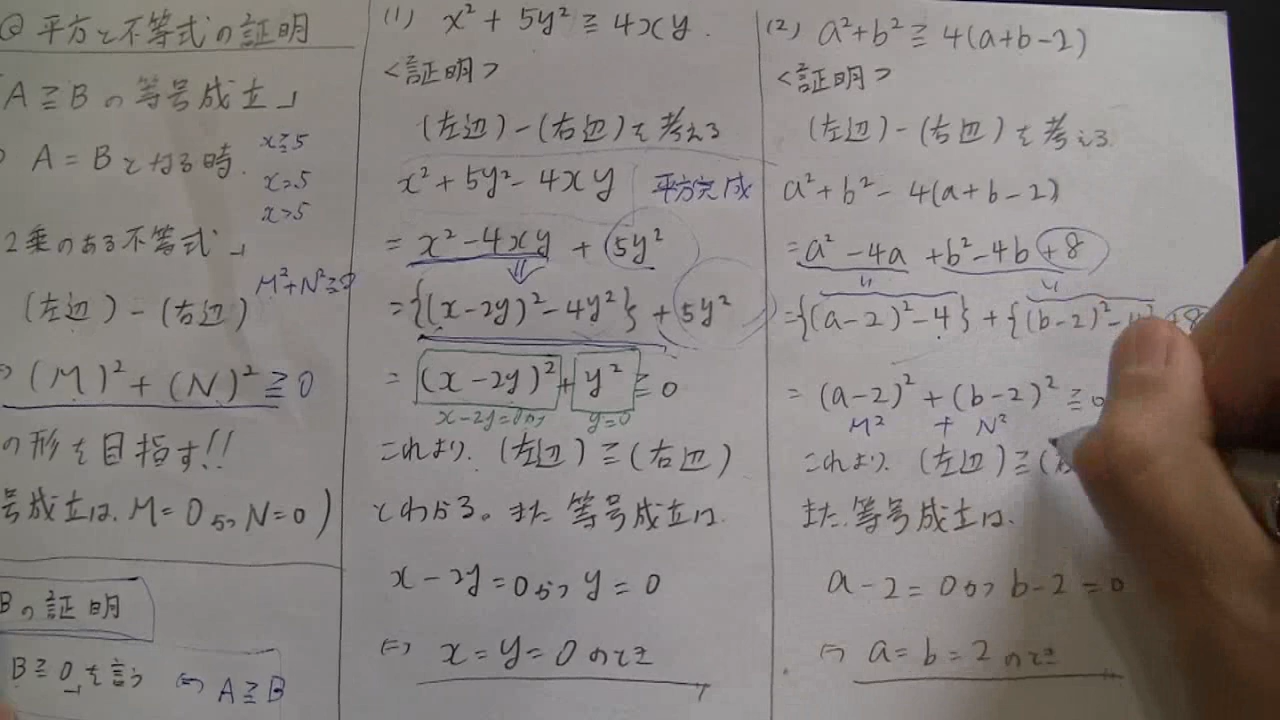 平方と不等式の証明
「A≧Bの等号成立」
A=Bとなる時.
x≧5
x=5
x>5
2乗のある不等式」
M²+N²≧0
(左辺)-(右辺)
(M)²+(N)²≧0
の形を目指す!!
号成立は、M=0かつN=0)
Bの証明
B≧0」を言う ⇔ A≧B
(1) x²+5y²≧4xy.
<証明>
(左辺)-(右辺)を考える
x²+5y²-4xy 平方完成
=x²-4xy+5y²
={(x-2y)²-4y²}+5y²
=(x-2y)²+y²≧0
x-2y=0かつ y=0
これより、(左辺)≧(右辺)
とわかる。また等号成立は、
x-2y=0かつy=0
⇔ x=y=0のとき
(2) a²+b²≧4(a+b-2)
<証明>
(左辺)-(右辺)を考える.
a²+b²-4(a+b-2)
=a²-4a+b²-4b+8
={(a-2)²-4}+{(b-2)²-4}+8
=(a-2)²+(b-2)²≧0
M² + N²
これより、(左辺)≧(
また、等号成立は、
a-2=0かつb-2=0
⇔ a=b=2のとき